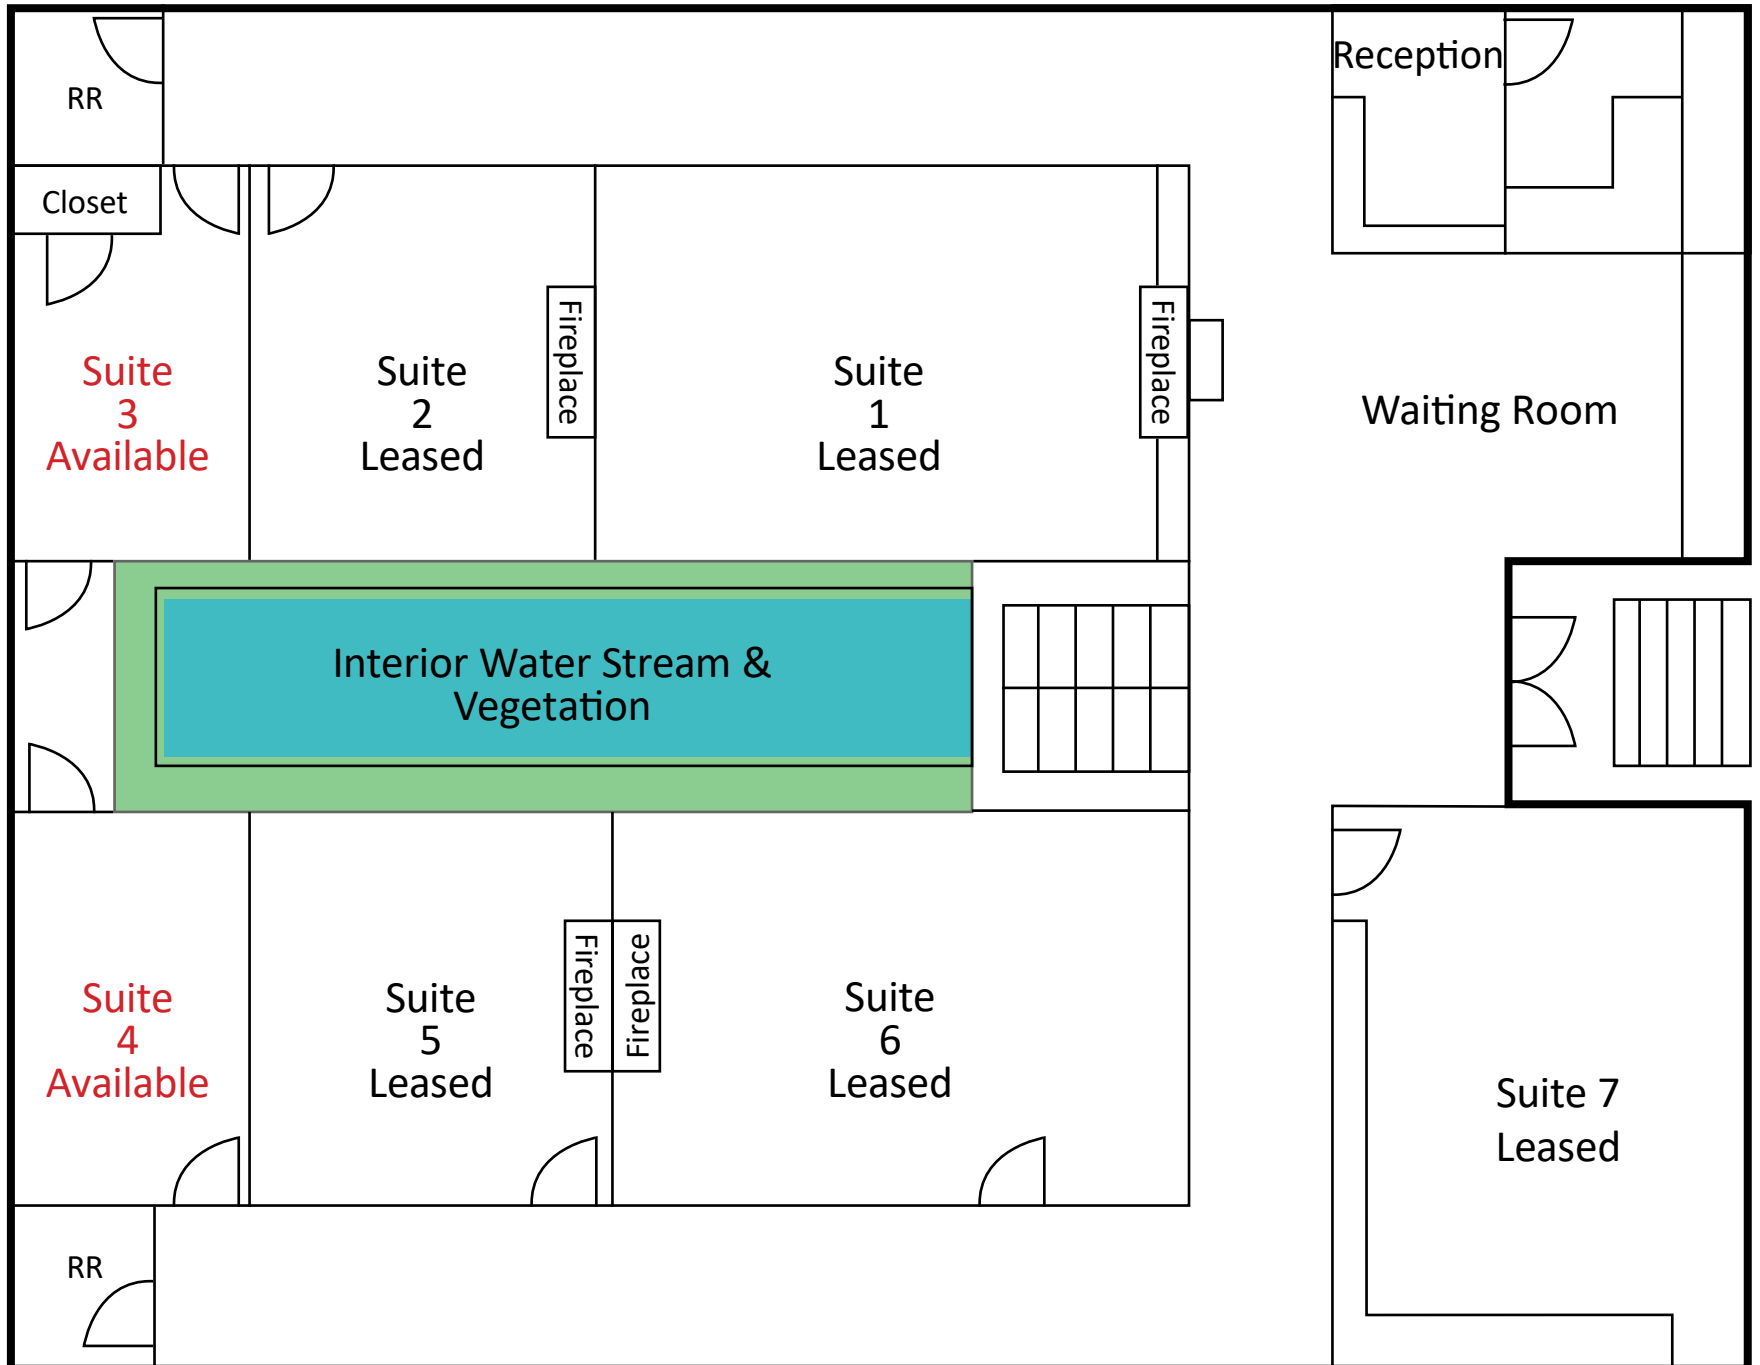 Reception
RR
Closet
Suite
3
Available
Suite
2
Leased
Fireplace
Suite
1
Leased
Fireplace
Waiting Room
Interior Water Stream &
Vegetation
Suite
4
Available
Suite
5
Leased
Fireplace
Fireplace
Suite
6
Leased
Suite 7
Leased
RR